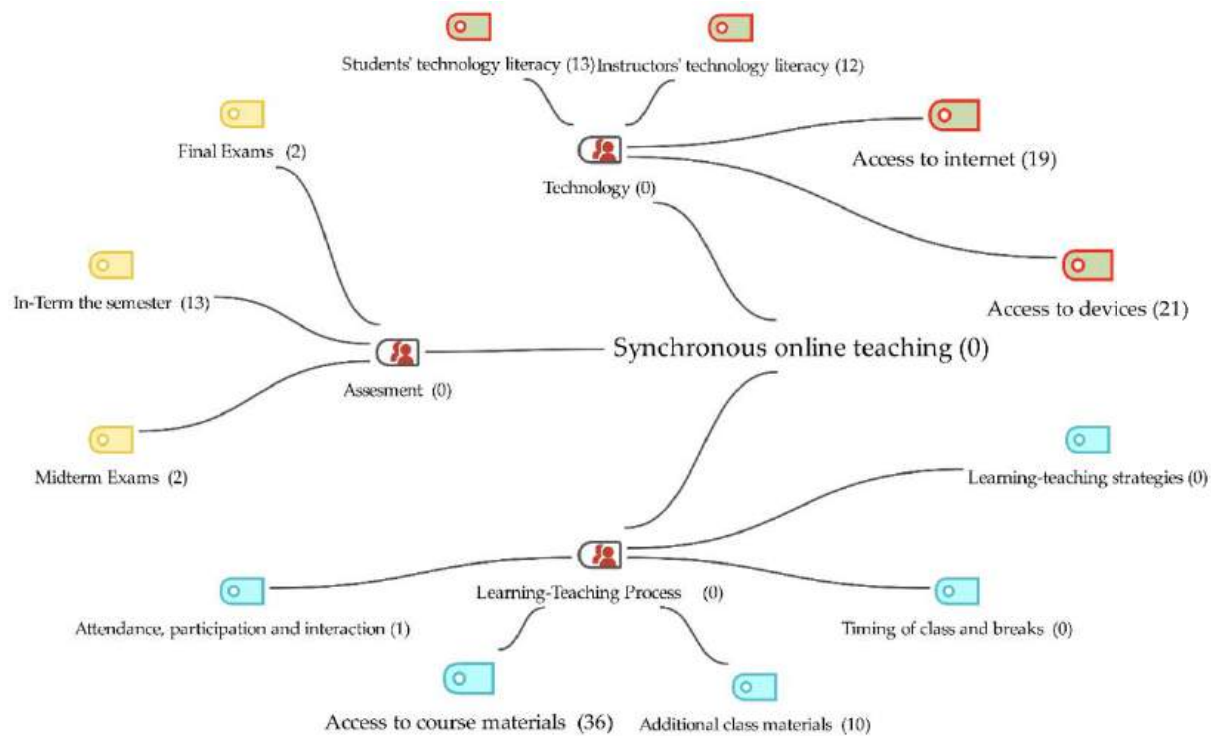 Students' technology literacy (13)
Instructors' technology literacy (12)
Final Exams (2)
Access to internet (19)
Technology (0)
In-Term the semester (13)
Access to devices (21)
Synchronous online teaching (0)
Assesment (0)
Midterm Exams (2)
Learning-teaching strategies (0)
Learning-Teaching Process (0)
Attendance, participation and interaction (1)
Timing of class and breaks (0)
Access to course materials (36)
Additional class materials (10)